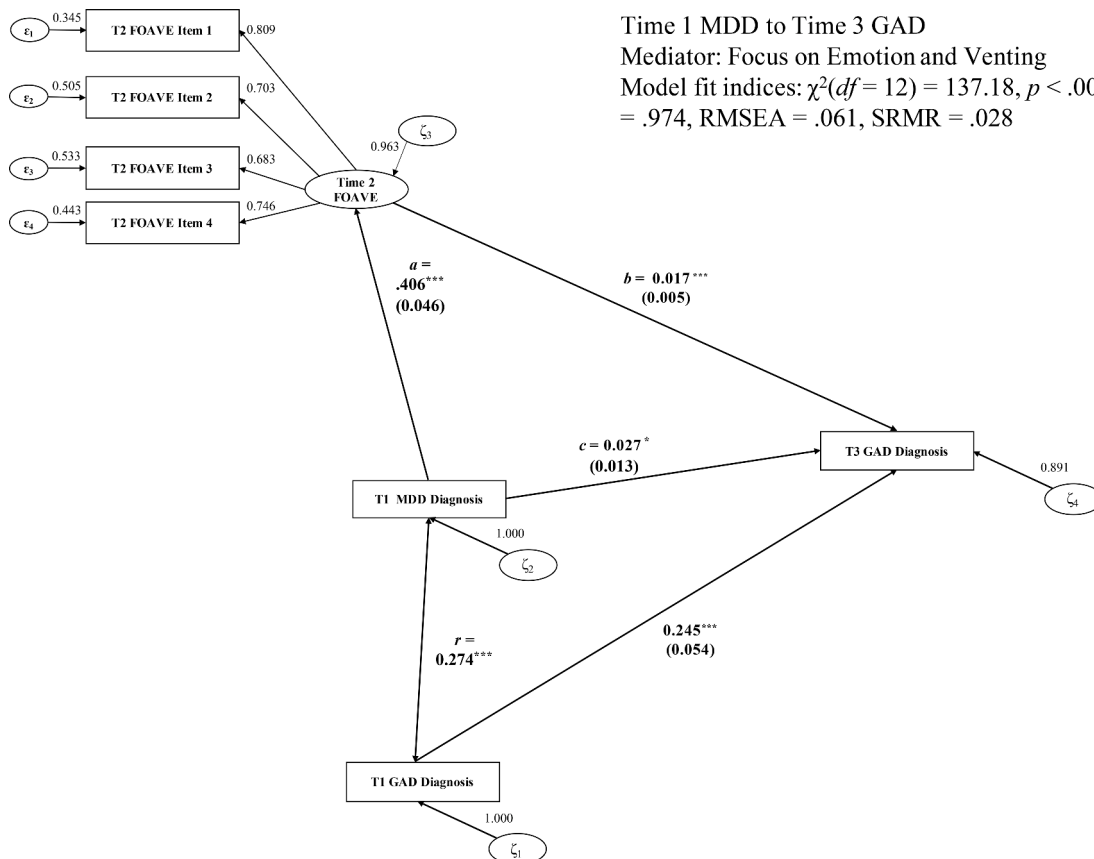 Time 1 MDD to Time 3 GAD
Mediator: Focus on Emotion and Venting
Model fit indices: χ²(df = 12) = 137.18, p < .00
= .974, RMSEA = .061, SRMR = .028
ε₁
0.345
T2 FOAVE Item 1
0.809
ε₂
0.505
T2 FOAVE Item 2
0.703
ε₃
0.533
T2 FOAVE Item 3
0.683
ε₄
0.443
T2 FOAVE Item 4
0.746
ζ₃
0.963
Time 2
FOAVE
a =
.406***
(0.046)
b = 0.017***
(0.005)
c = 0.027*
(0.013)
T3 GAD Diagnosis
0.891
ζ₄
T1 MDD Diagnosis
1.000
ζ₂
r =
0.274***
0.245***
(0.054)
T1 GAD Diagnosis
1.000
ζ₁